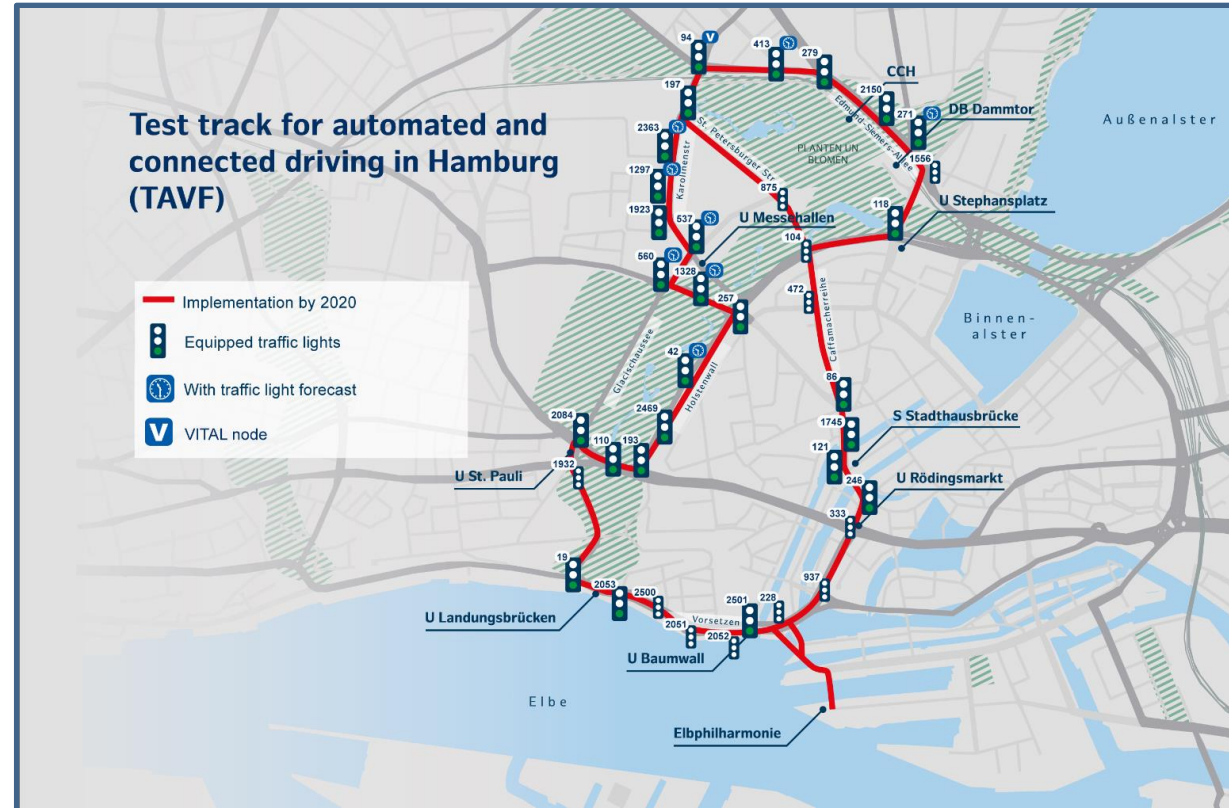 Test track for automated and
connected driving in Hamburg
(TAVF)
Implementation by 2020
Equipped traffic lights
With traffic light forecast
V
VITAL node
94
V
413
279
CCH
2150
271
DB Dammtor
Außenalster
197
Edmund-Siemers-Allee
2363
St. Petersburger Str
PLANTEN UN
BLOMEN
1556
1297
Karolinenstr
875
1923
537
U Messehallen
118
U Stephansplatz
104
560
1328
257
472
Caffamacherreihe
Binnen-
alster
42
Glacischaussee
Holstenwall
86
2084
2469
1745
S Stadthausbrücke
110
193
121
U St. Pauli
1932
246
U Rödingsmarkt
333
19
2053
2500
937
2501
228
U Landungsbrücken
Vorsetzen
2051
2052
U Baumwall
Elbe
Elbphilharmonie